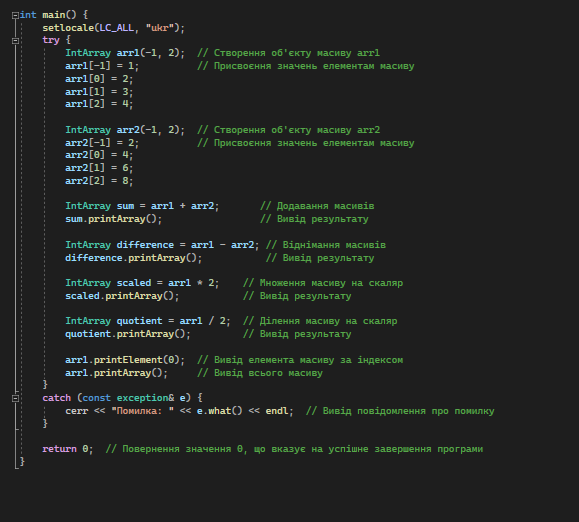 int main() {
setlocale(LC_ALL, "ukr");
try {
IntArray arr1(-1, 2);  // Створення об'єкту масиву arr1
arr1[-1] = 1;          // Присвоєння значень елементам масиву
arr1[0] = 2;
arr1[1] = 3;
arr1[2] = 4;
IntArray arr2(-1, 2);  // Створення об'єкту масиву arr2
arr2[-1] = 2;          // Присвоєння значень елементам масиву
arr2[0] = 4;
arr2[1] = 6;
arr2[2] = 8;
IntArray sum = arr1 + arr2;       // Додавання масивів
sum.printArray();                 // Вивід результату
IntArray difference = arr1 - arr2; // Віднімання масивів
difference.printArray();           // Вивід результату
IntArray scaled = arr1 * 2;    // Множення масиву на скаляр
scaled.printArray();           // Вивід результату
IntArray quotient = arr1 / 2;  // Ділення масиву на скаляр
quotient.printArray();         // Вивід результату
arr1.printElement(0);  // Вивід елемента масиву за індексом
arr1.printArray();     // Вивід всього масиву
}
catch (const exception& e) {
cerr << "Помилка: " << e.what() << endl;  // Вивід повідомлення про помилку
}
return 0;  // Повернення значення 0, що вказує на успішне завершення програми
}